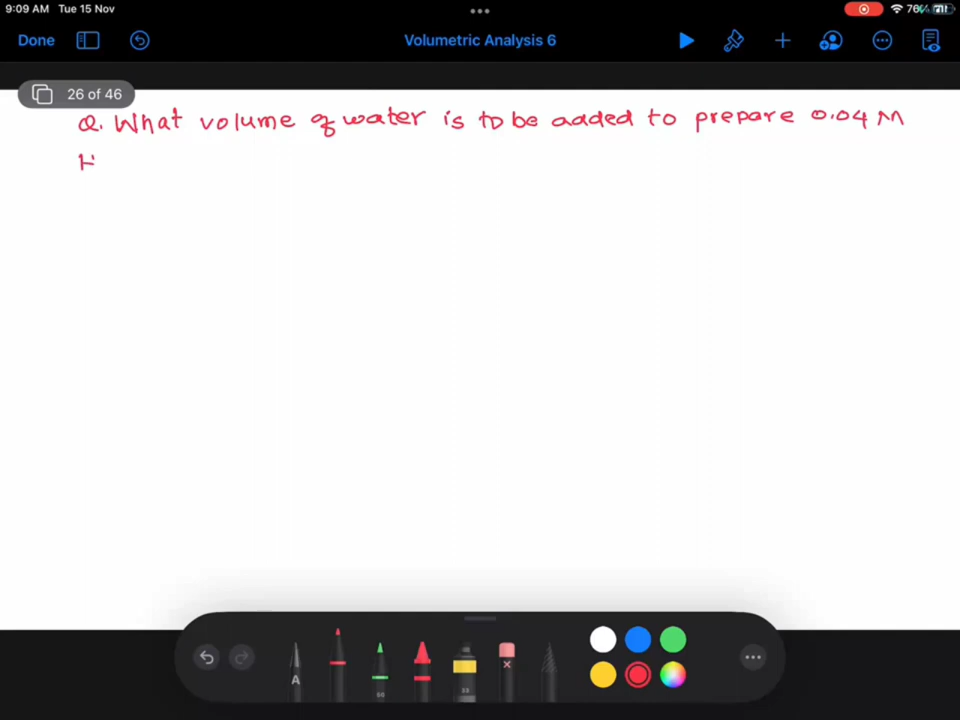 9:09 AM Tue 15 Nov
Done
Volumetric Analysis 6
26 of 46
Q. What volume of water is to be added to prepare 0.04 M
H
A